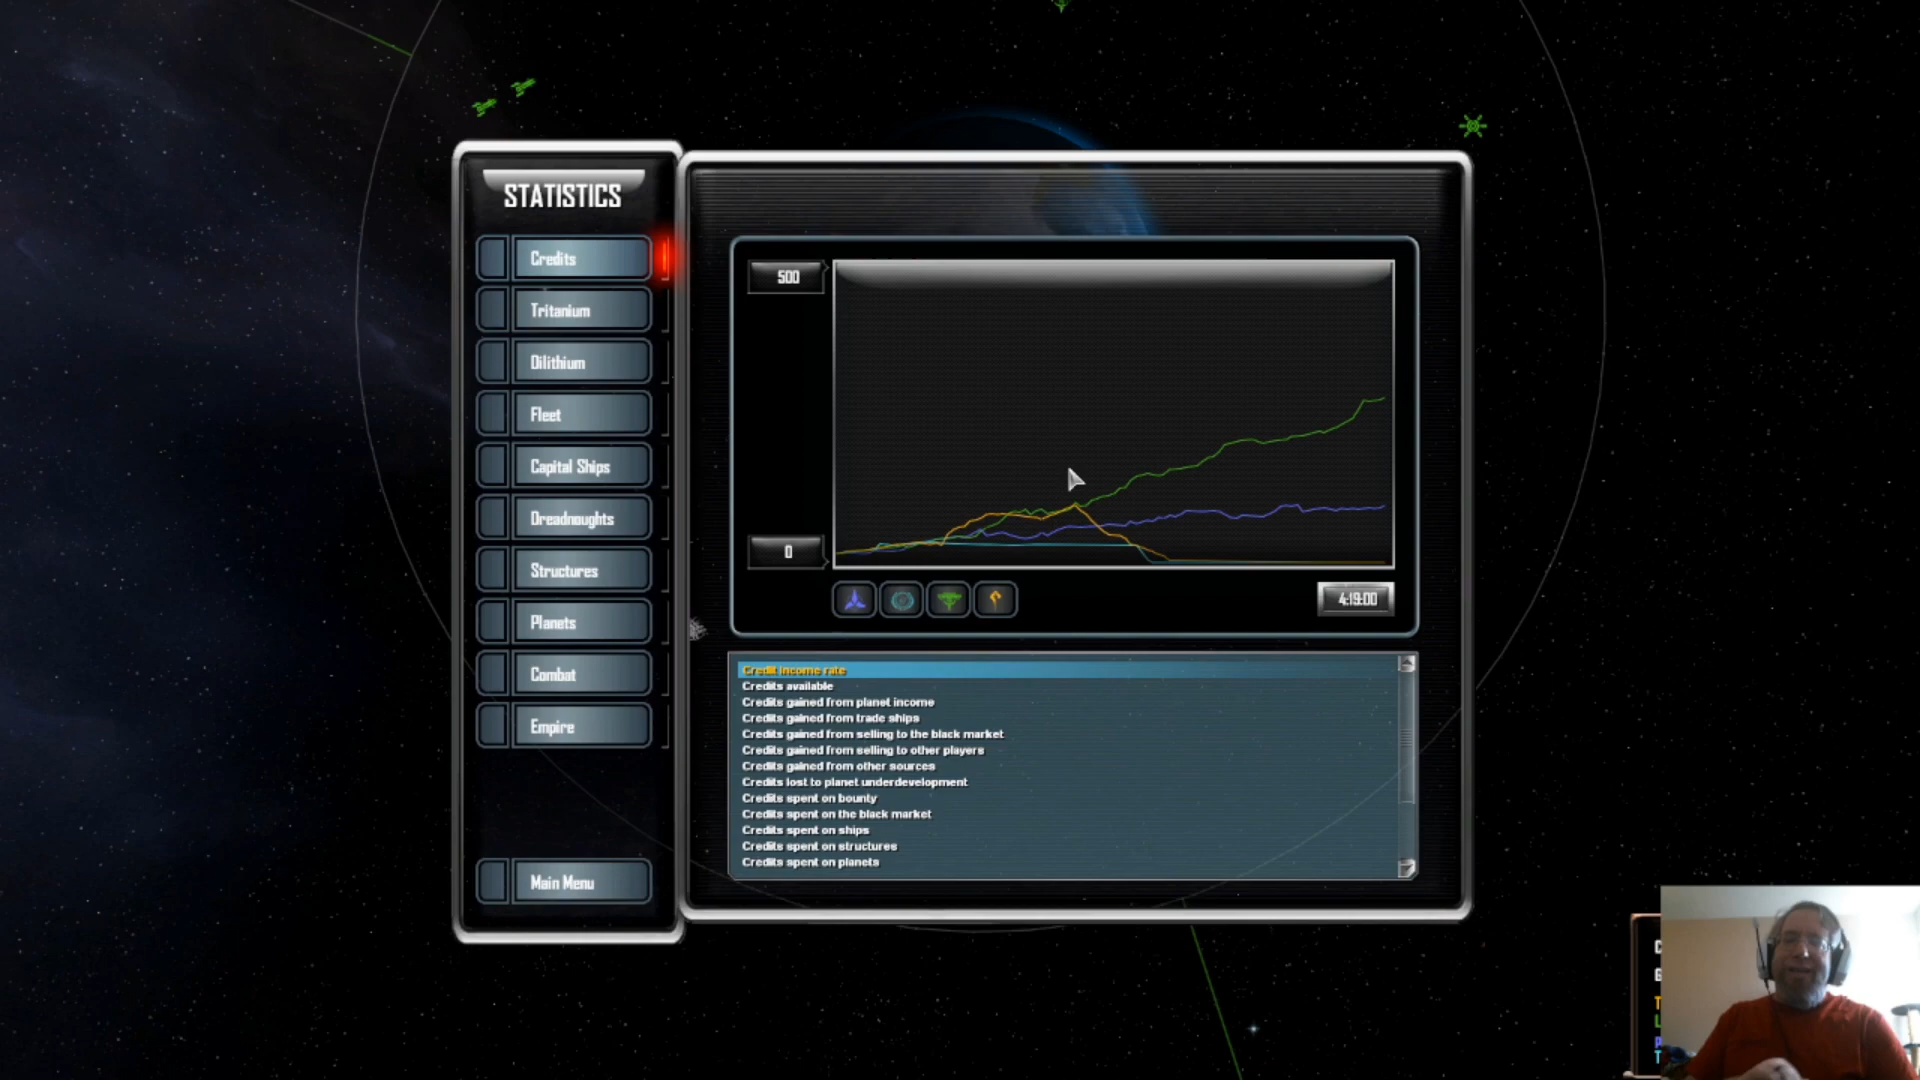 STATISTICS
Credits
Tritanium
Dilithium
Fleet
Capital Ships
Dreadnoughts
Structures
Planets
Combat
Empire
Main Menu
500
0
4:19:00
Credit income rate
Credits available
Credits gained from planet income
Credits gained from trade ships
Credits gained from selling to the black market
Credits gained from selling to other players
Credits gained from other sources
Credits lost to planet underdevelopment
Credits spent on bounty
Credits spent on the black market
Credits spent on ships
Credits spent on structures
Credits spent on planets